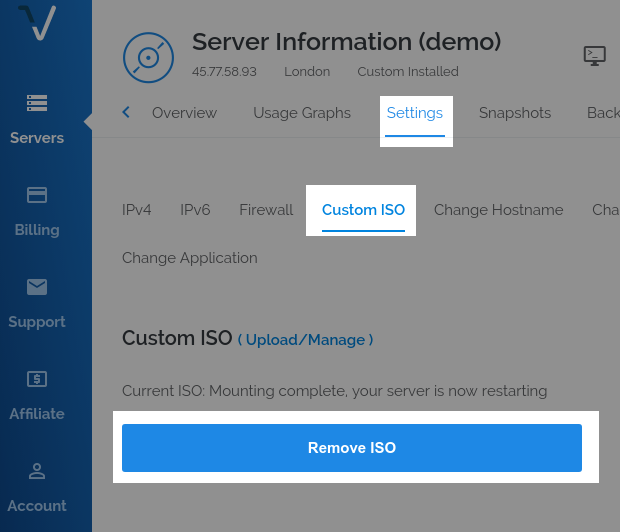 Server Information (demo)
45.77.58.93 London Custom Installed
Overview Usage Graphs Settings Snapshots Back
Servers
Billing
Support
Affiliate
Account
IPv4 IPv6 Firewall Custom ISO Change Hostname Cha
Change Application
Custom ISO ( Upload/Manage )
Current ISO: Mounting complete, your server is now restarting
Remove ISO